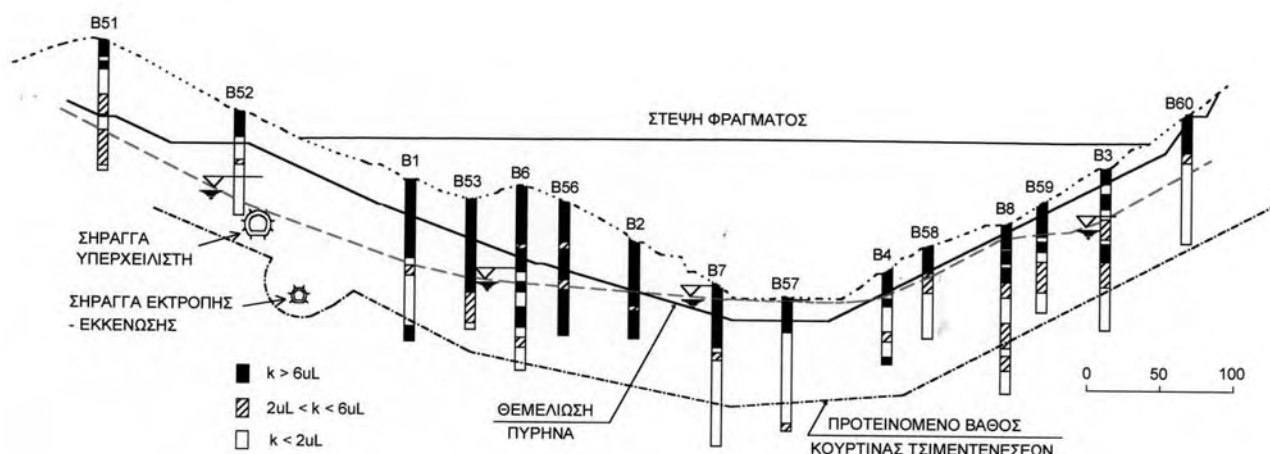 B51
B52
B60
ΣΤΕΨΗ ΦΡΑΓΜΑΤΟΣ
B1
B53
B6
B56
B2
B7
B57
B4
B58
B8
B59
B3
ΣΗΡΑΓΓΑ
ΥΠΕΡΧΕΙΛΙΣΤΗ
ΣΗΡΑΓΓΑ ΕΚΤΡΟΠΗΣ
- ΕΚΚΕΝΩΣΗΣ
k > 6uL
2uL < k < 6uL
k < 2uL
ΘΕΜΕΛΙΩΣΗ
ΠΥΡΗΝΑ
ΠΡΟΤΕΙΝΟΜΕΝΟ ΒΑΘΟΣ
ΚΟΥΡΤΙΝΑΣ ΤΣΙΜΕΝΤΕΝΕΣΕΩΝ
0 50 100